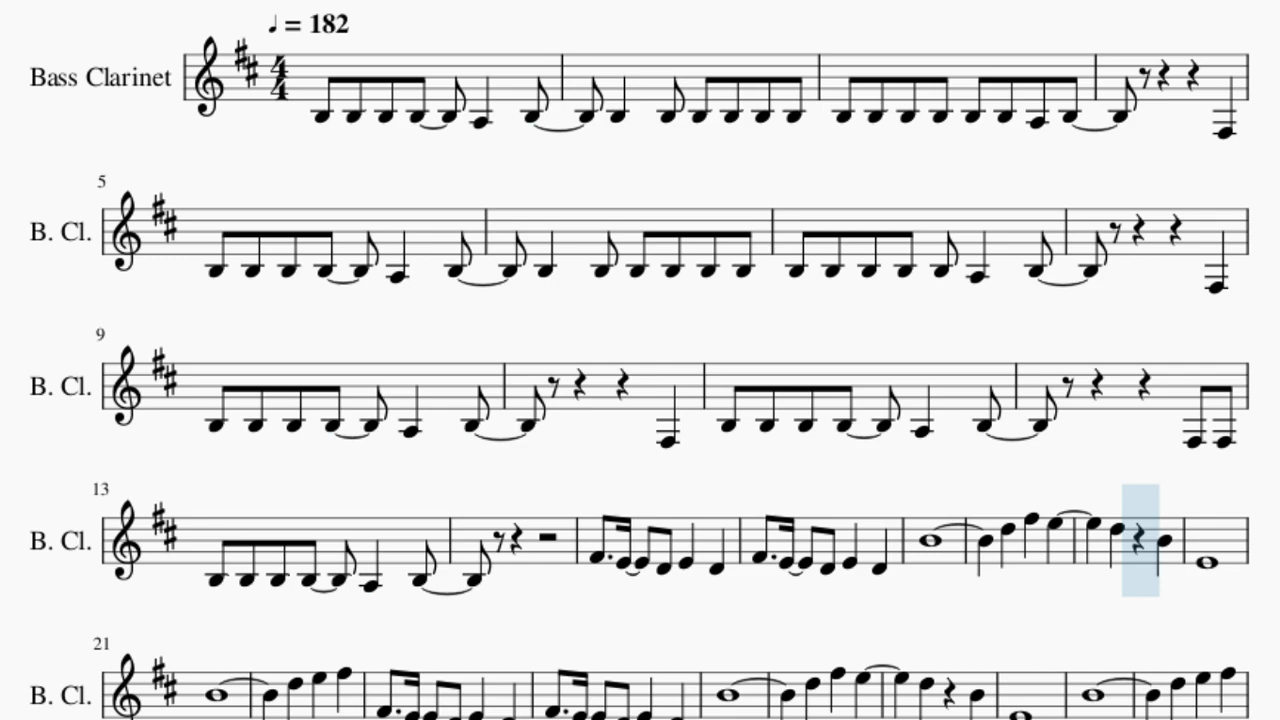 ♩ = 182
Bass Clarinet
4
4
5
B. Cl.
9
B. Cl.
13
B. Cl.
21
B. Cl.